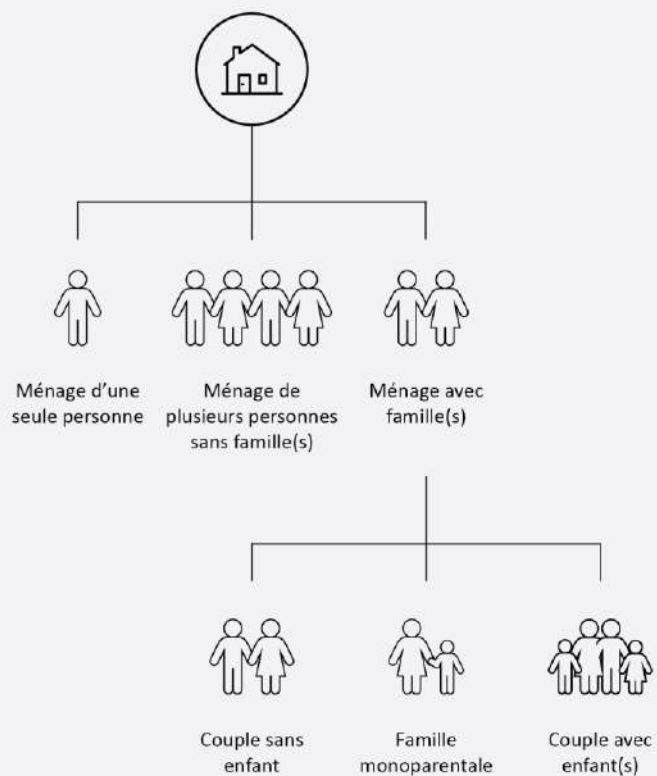 Ménage d'une
seule personne
Ménage de
plusieurs personnes
sans famille(s)
Ménage avec
famille(s)
Couple sans
enfant
Famille
monoparentale
Couple avec
enfant(s)